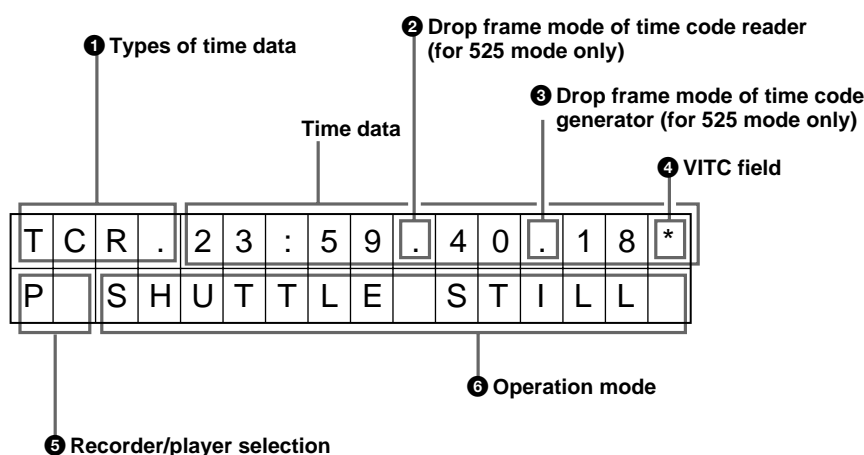 ❷ Drop frame mode of time code reader
(for 525 mode only)
❶ Types of time data
❸ Drop frame mode of time code
generator (for 525 mode only)
Time data
❹ VITC field
TCR.23:59.40.18*
P SHUTTLE STILL
❻ Operation mode
❺ Recorder/player selection